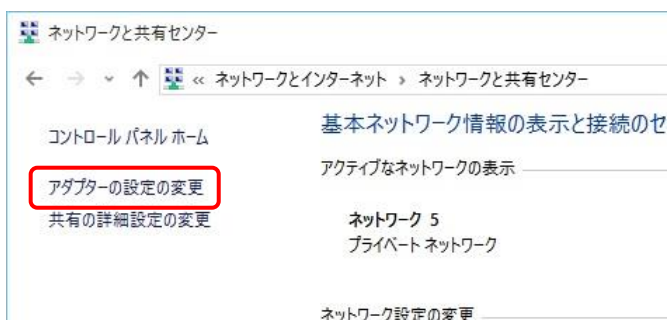 ネットワークと共有センター
« ネットワークとインターネット › ネットワークと共有センター
コントロール パネル ホーム
アダプターの設定の変更
共有の詳細設定の変更
基本ネットワーク情報の表示と接続のセ
アクティブなネットワークの表示
ネットワーク 5
プライベート ネットワーク
ネットワーク設定の変更